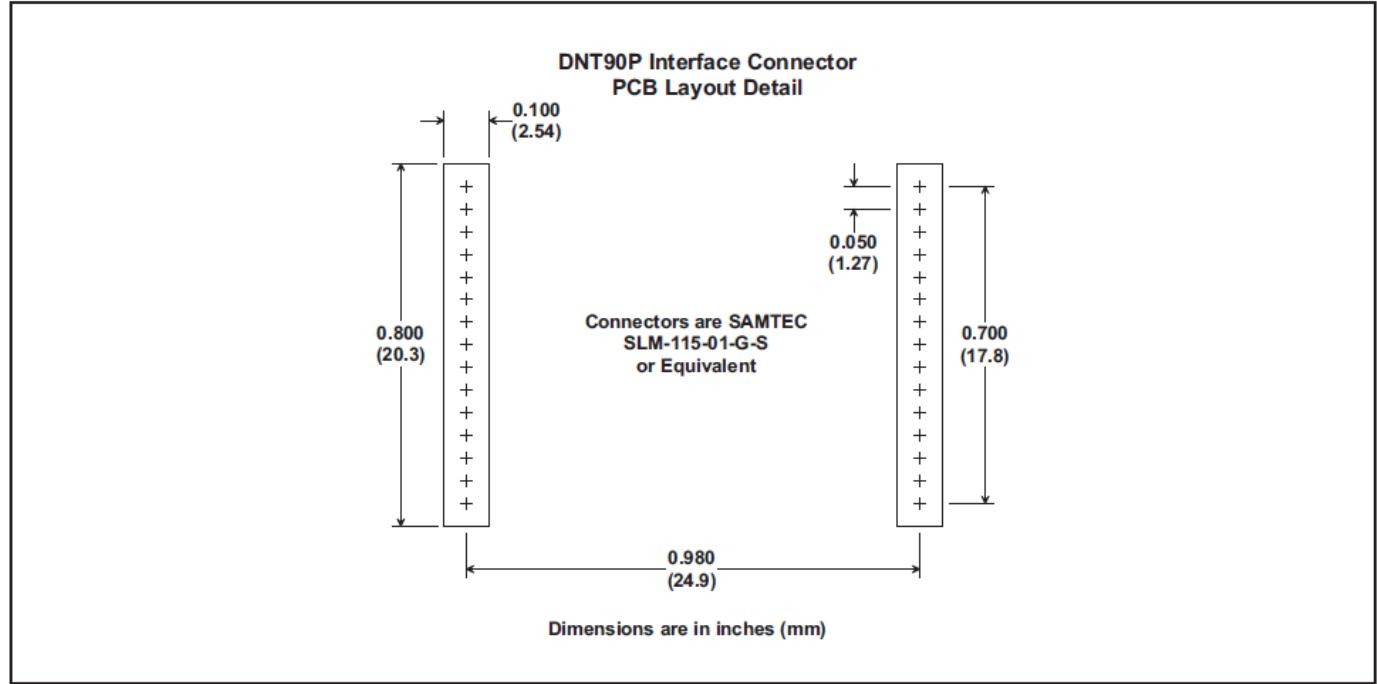 DNT90P Interface Connector
PCB Layout Detail
0.100
(2.54)
0.050
(1.27)
Connectors are SAMTEC
SLM-115-01-G-S
or Equivalent
0.800
(20.3)
0.700
(17.8)
0.980
(24.9)
Dimensions are in inches (mm)